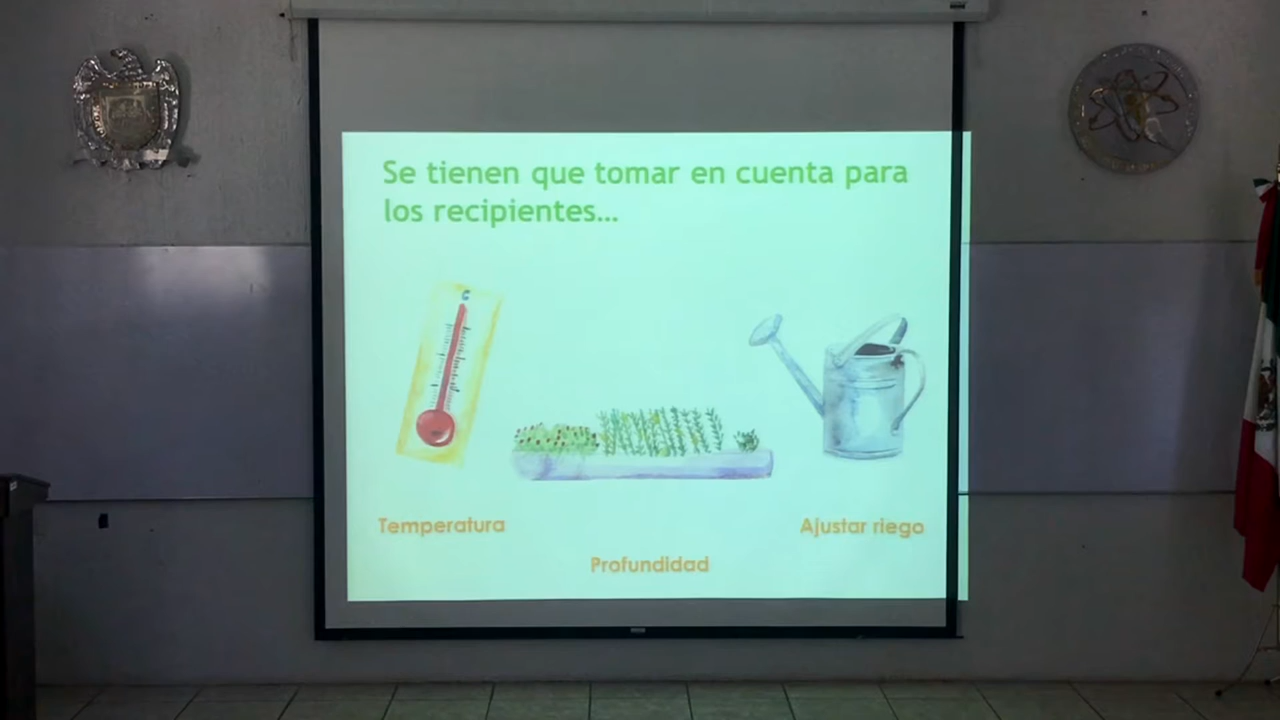 Se tienen que tomar en cuenta para
los recipientes...
Temperatura
Ajustar riego
Profundidad